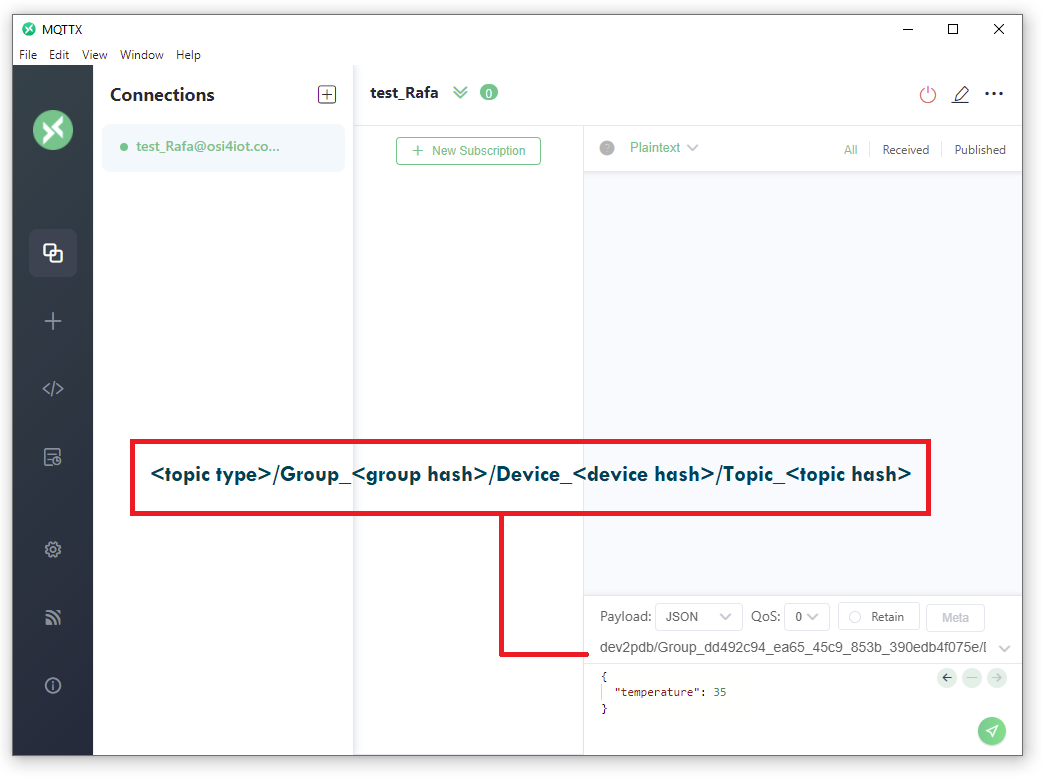 MQTTX
File Edit View Window Help
Connections
test_Rafa@osi4iot.co...
test_Rafa 0
New Subscription
Plaintext
All Received Published
<topic type>/Group_<group hash>/Device_<device hash>/Topic_<topic hash>
Payload: JSON QoS: 0 Retain Meta
dev2pdb/Group_dd492c94_ea65_45c9_853b_390edb4f075e/
{
"temperature": 35
}